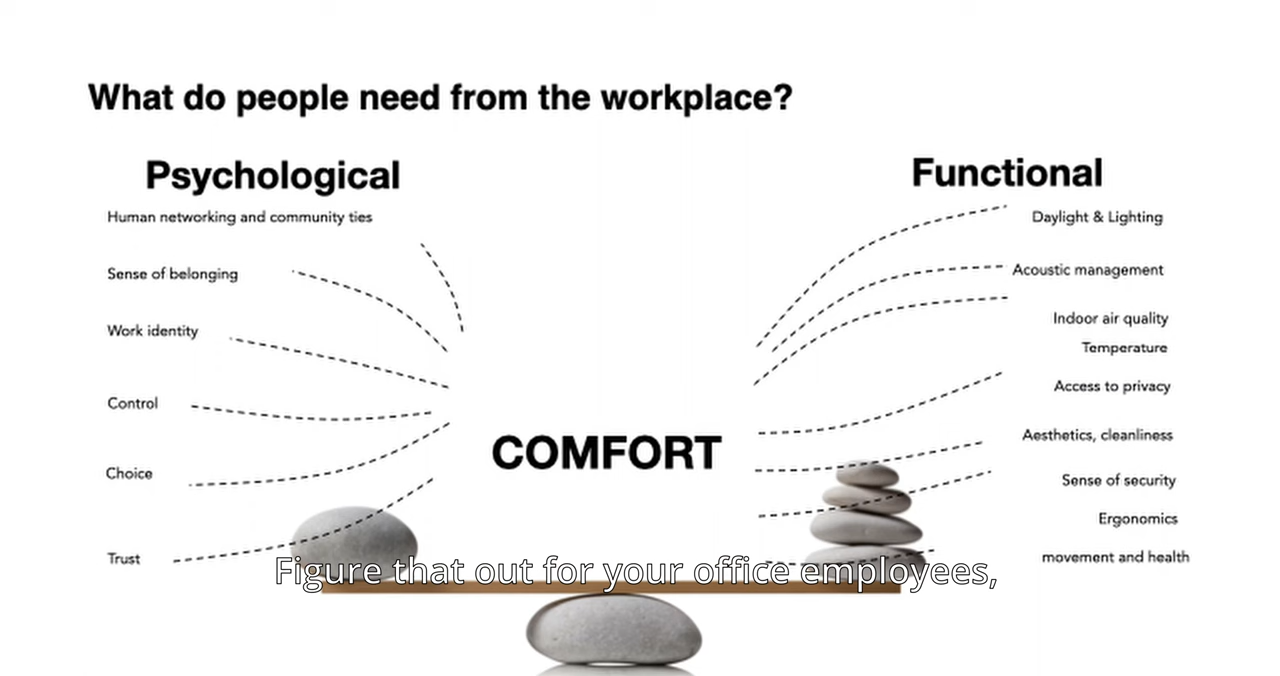 What do people need from the workplace?
Psychological
Human networking and community ties
Sense of belonging
Work identity
Control
Choice
Trust
COMFORT
Functional
Daylight & Lighting
Acoustic management
Indoor air quality
Temperature
Access to privacy
Aesthetics, cleanliness
Sense of security
Ergonomics
movement and health
Figure that out for your office employees,